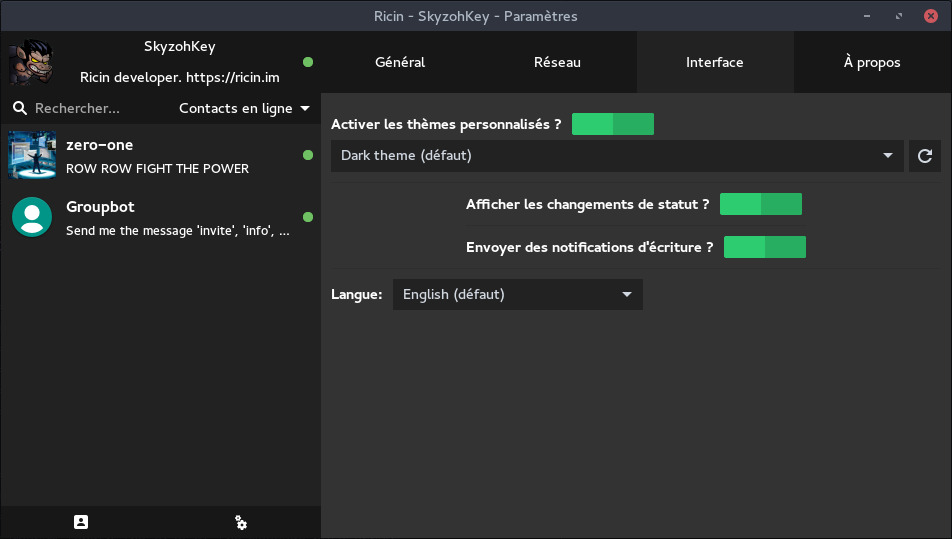 Ricin - SkyzohKey - Paramètres
SkyzohKey
Ricin developer. https://ricin.im
Rechercher...
Contacts en ligne
zero-one
ROW ROW FIGHT THE POWER
Groupbot
Send me the message 'invite', 'info', ...
Général
Réseau
Interface
À propos
Activer les thèmes personnalisés ?
Dark theme (défaut)
Afficher les changements de statut ?
Envoyer des notifications d'écriture ?
Langue:
English (défaut)